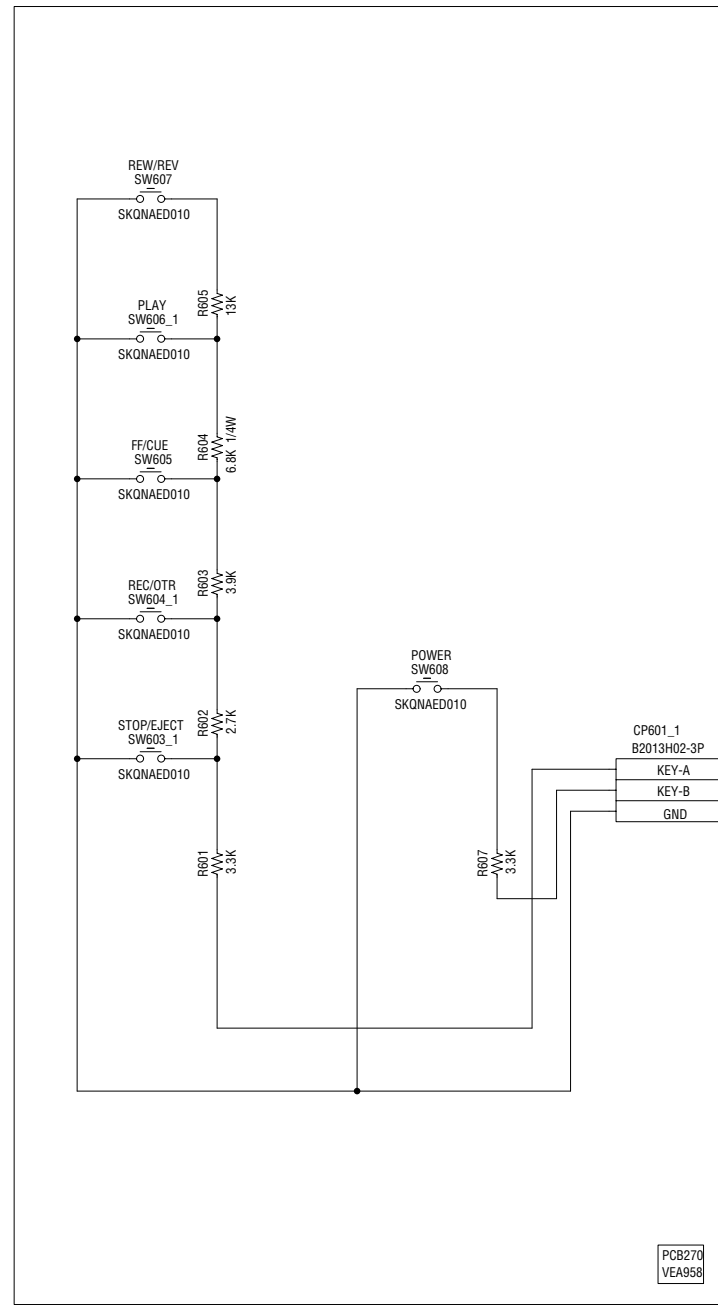 REW/REV
SW607
SKQNAED010
R605
13K
PLAY
SW606_1
SKQNAED010
R604
6.8K 1/4W
FF/CUE
SW605
SKQNAED010
R603
3.9K
REC/OTR
SW604_1
SKQNAED010
R602
2.7K
STOP/EJECT
SW603_1
SKQNAED010
R601
3.3K
POWER
SW608
SKQNAED010
R607
3.3K
CP601_1
B2013H02-3P
KEY-A
KEY-B
GND
PCB270
VEA958